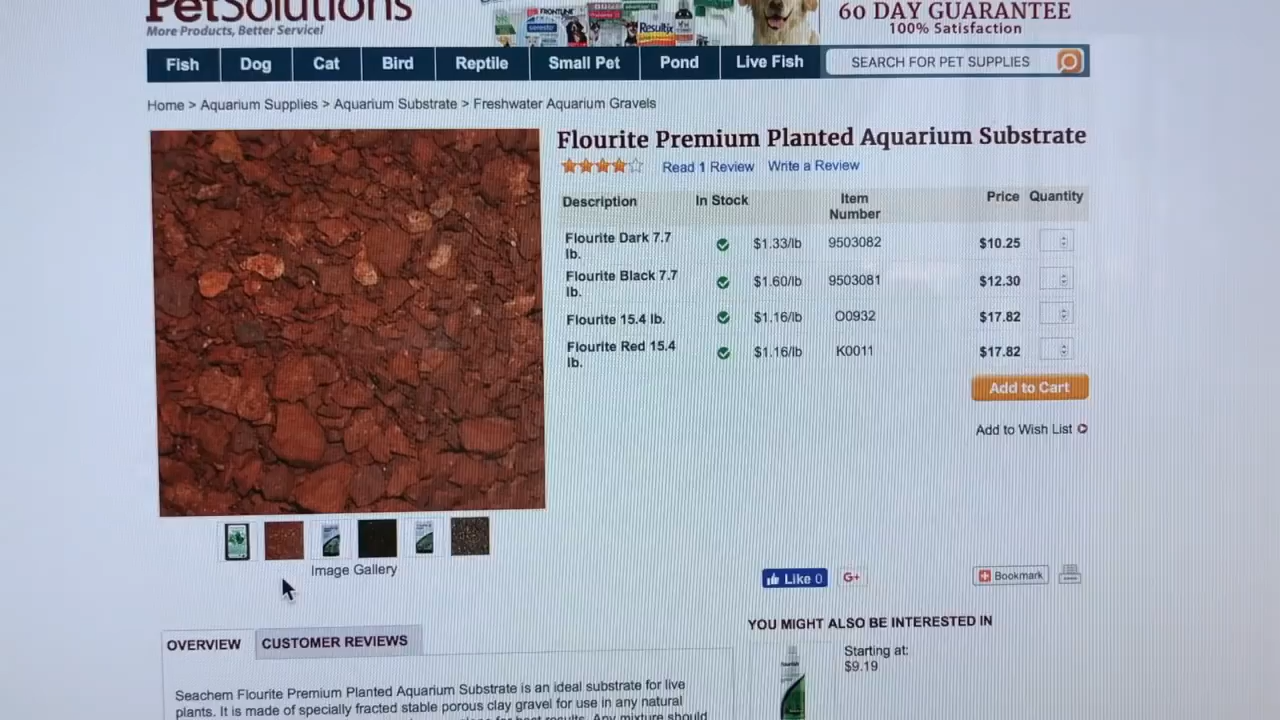 PetSolutions
More Products, Better Service!
60 DAY GUARANTEE
100% Satisfaction
Fish Dog Cat Bird Reptile Small Pet Pond Live Fish SEARCH FOR PET SUPPLIES
Home > Aquarium Supplies > Aquarium Substrate > Freshwater Aquarium Gravels
Flourite Premium Planted Aquarium Substrate
Read 1 Review Write a Review
Description In Stock Item Number Price Quantity
Flourite Dark 7.7 lb. $1.33/lb 9503082 $10.25
Flourite Black 7.7 lb. $1.60/lb 9503081 $12.30
Flourite 15.4 lb. $1.16/lb O0932 $17.82
Flourite Red 15.4 lb. $1.16/lb K0011 $17.82
Add to Cart
Add to Wish List
Image Gallery
Like 0 G+ Bookmark
YOU MIGHT ALSO BE INTERESTED IN
Starting at:
$9.19
OVERVIEW CUSTOMER REVIEWS
Seachem Flourite Premium Planted Aquarium Substrate is an ideal substrate for live
plants. It is made of specially fracted stable porous clay gravel for use in any natural
results. Any mixture should